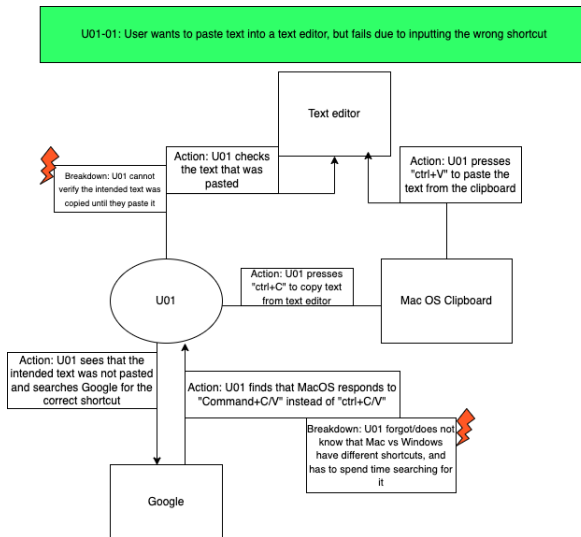 U01-01: User wants to paste text into a text editor, but fails due to inputting the wrong shortcut
Text editor
Breakdown: U01 cannot
verify the intended text was
copied until they paste it
Action: U01 checks
the text that was
pasted
Action: U01 presses
"ctrl+V" to paste the
text from the clipboard
U01
Action: U01 presses
"ctrl+C" to copy text
from text editor
Mac OS Clipboard
Action: U01 sees that the
intended text was not pasted
and searches Google for the
correct shortcut
Action: U01 finds that MacOS responds to
"Command+C/V" instead of "ctrl+C/V"
Breakdown: U01 forgot/does not
know that Mac vs Windows
have different shortcuts, and
has to spend time searching for
it
Google